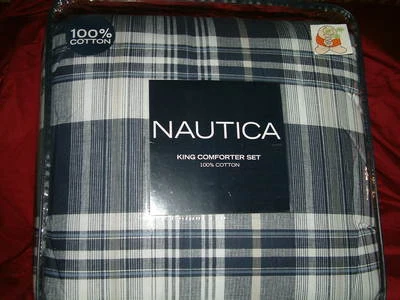 100%
COTTON
NAUTICA
KING COMFORTER SET
100% COTTON